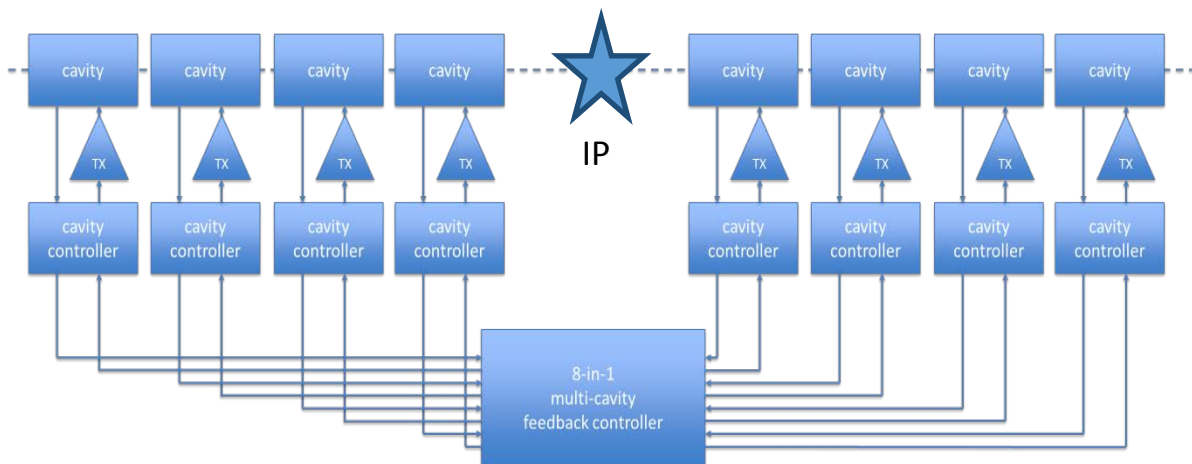 cavity cavity cavity cavity cavity cavity cavity cavity
TX TX TX TX IP TX TX TX TX
cavity cavity cavity cavity cavity cavity cavity cavity
controller controller controller controller controller controller controller controller
8-in-1
multi-cavity
feedback controller